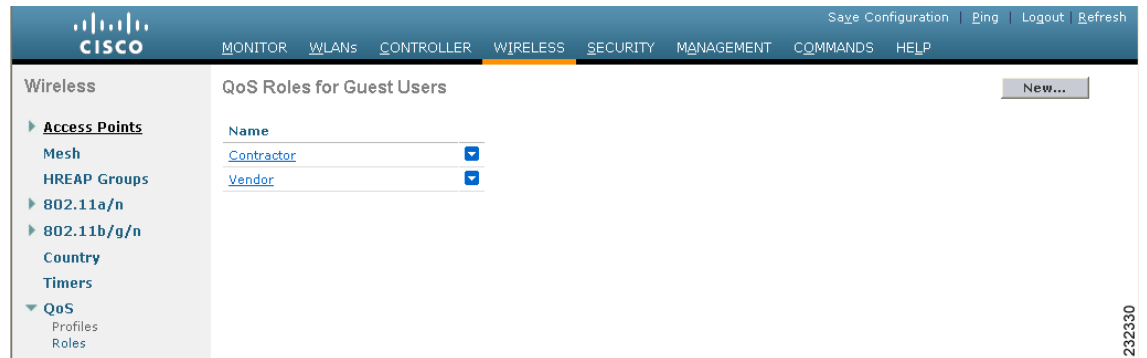 Save Configuration | Ping | Logout | Refresh
CISCO
MONITOR WLANs CONTROLLER WIRELESS SECURITY MANAGEMENT COMMANDS HELP
Wireless
QoS Roles for Guest Users
New...
Access Points
Mesh
HREAP Groups
802.11a/n
802.11b/g/n
Country
Timers
QoS
Profiles
Roles
Name
Contractor
Vendor
232330